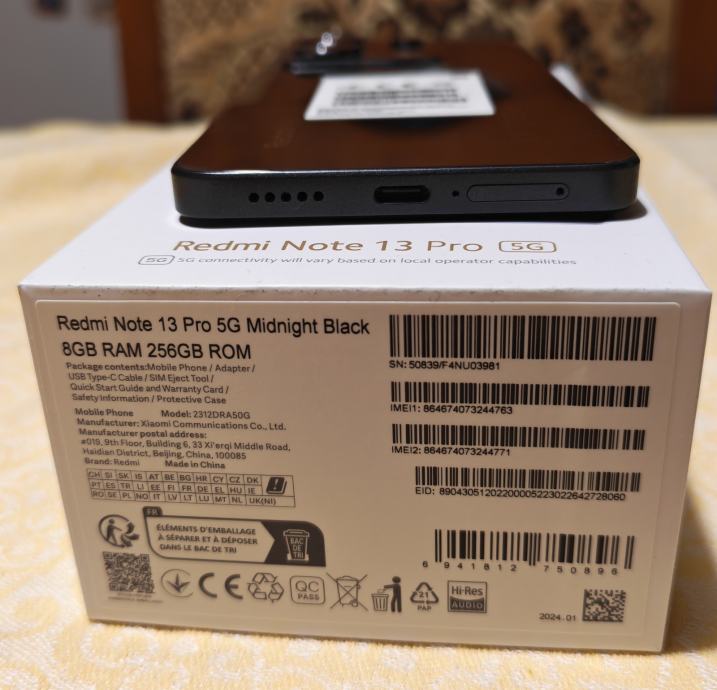 Redmi Note 13 Pro 5G
5G 5G connectivity will vary based on local operator capabilities
Redmi Note 13 Pro 5G Midnight Black
8GB RAM 256GB ROM
Package contents:Mobile Phone / Adapter /
USB Type-C Cable / SIM Eject Tool /
Quick Start Guide and Warranty Card /
Safety Information / Protective Case
Mobile Phone Model: 2312DRA50G
Manufacturer: Xiaomi Communications Co., Ltd.
Manufacturer postal address:
#019, 9th Floor, Building 6, 33 Xi'erqi Middle Road,
Haidian District, Beijing, China, 100085
Brand: Redmi Made in China
CH SI SK IS AT BE BG HR CY CZ DK
PT ES TR LI EE FI FR DE EL HU IE
RO SE PL NO IT LV LT LU MT NL UK(NI)
FR
ÉLÉMENTS D'EMBALLAGE
À SÉPARER ET À DÉPOSER
DANS LE BAC DE TRI
BAC
DE
TRI
CE
QC
PASS
21
PAP
Hi-Res
AUDIO
SN: 50839/F4NU03981
IMEI1: 864674073244763
IMEI2: 864674073244771
EID: 89043051202200005223022642728060
6 941812 750896
2024.01